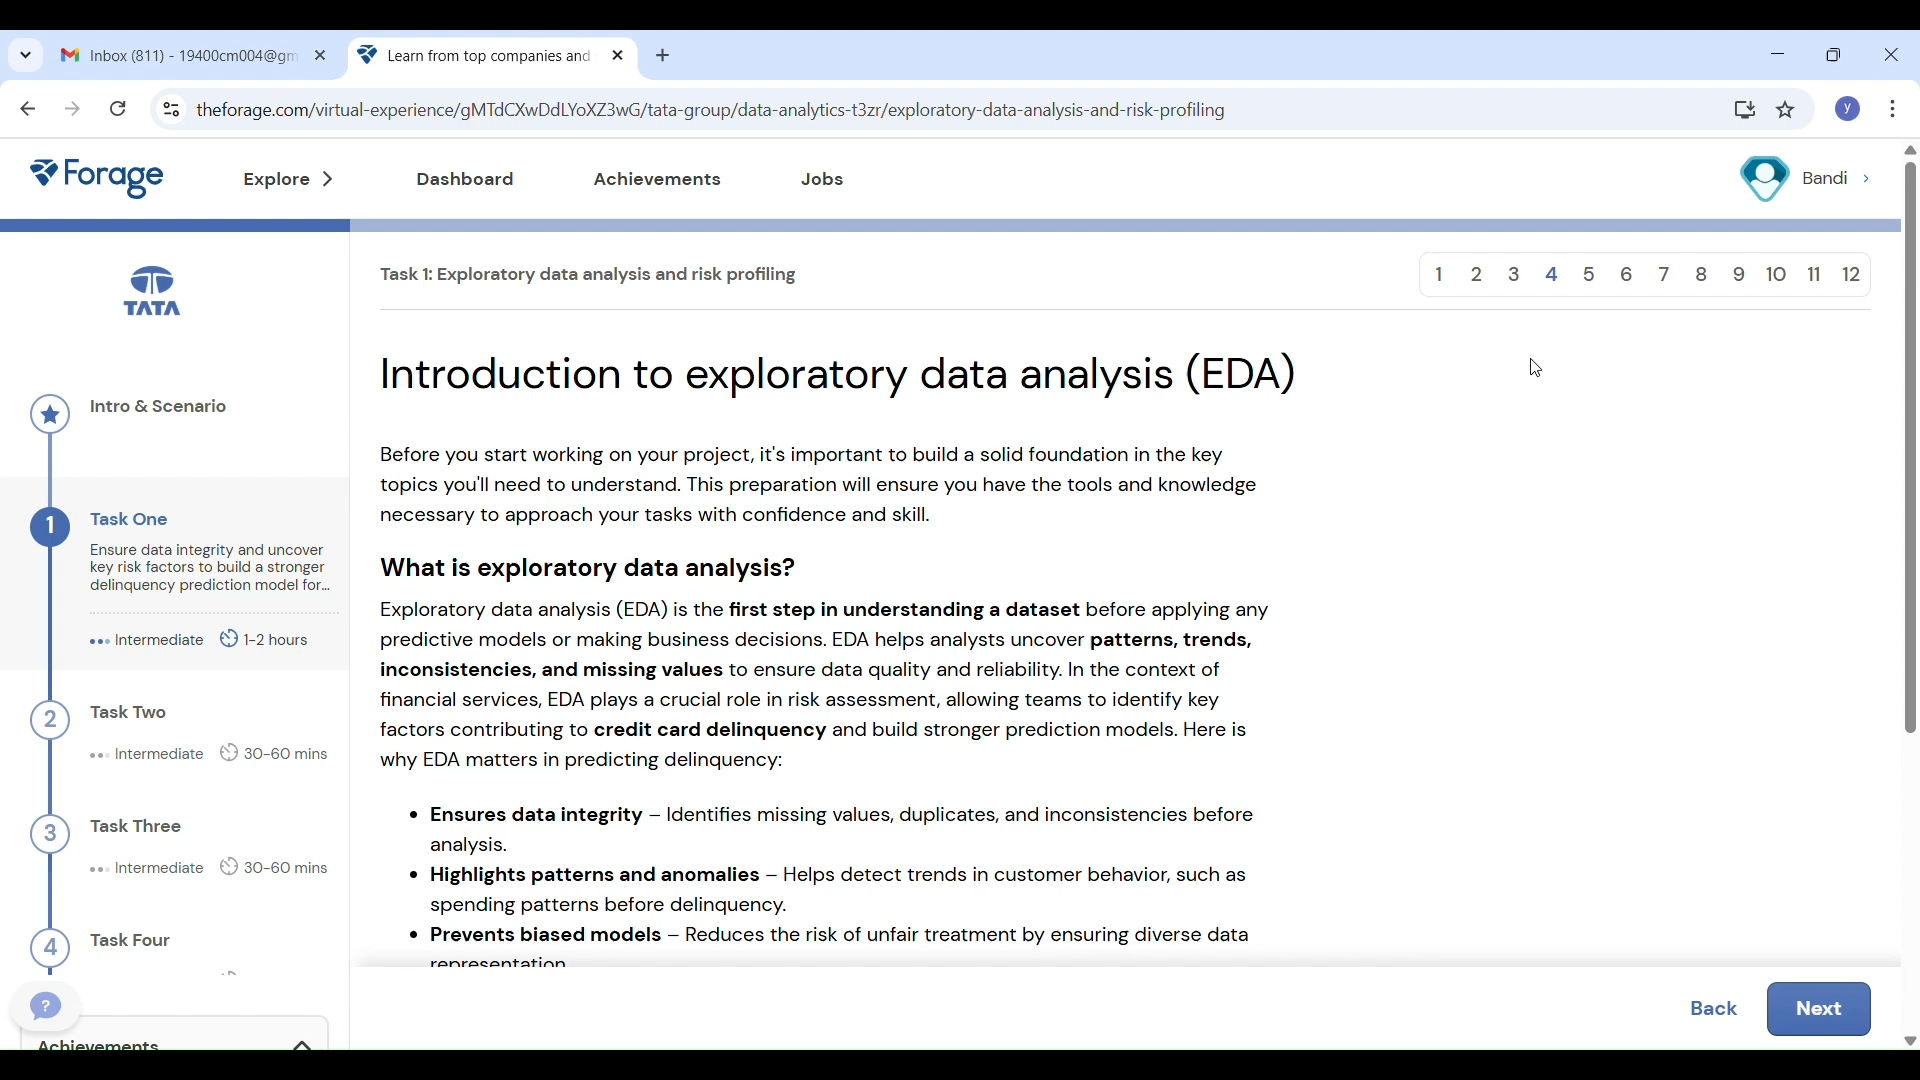 Inbox (811) - 19400cm004@gm
Learn from top companies and
theforage.com/virtual-experience/gMTdCXwDdLYoXZ3wG/tata-group/data-analytics-t3zr/exploratory-data-analysis-and-risk-profiling
y
Forage
Explore
Dashboard
Achievements
Jobs
Bandi
TATA
Intro & Scenario
1
Task One
Ensure data integrity and uncover
key risk factors to build a stronger
delinquency prediction model for...
Intermediate 1-2 hours
2
Task Two
Intermediate 30-60 mins
3
Task Three
Intermediate 30-60 mins
4
Task Four
?
Achievements
Task 1: Exploratory data analysis and risk profiling
1 2 3 4 5 6 7 8 9 10 11 12
Introduction to exploratory data analysis (EDA)
Before you start working on your project, it's important to build a solid foundation in the key
topics you'll need to understand. This preparation will ensure you have the tools and knowledge
necessary to approach your tasks with confidence and skill.
What is exploratory data analysis?
Exploratory data analysis (EDA) is the first step in understanding a dataset before applying any
predictive models or making business decisions. EDA helps analysts uncover patterns, trends,
inconsistencies, and missing values to ensure data quality and reliability. In the context of
financial services, EDA plays a crucial role in risk assessment, allowing teams to identify key
factors contributing to credit card delinquency and build stronger prediction models. Here is
why EDA matters in predicting delinquency:
• Ensures data integrity – Identifies missing values, duplicates, and inconsistencies before
analysis.
• Highlights patterns and anomalies – Helps detect trends in customer behavior, such as
spending patterns before delinquency.
• Prevents biased models – Reduces the risk of unfair treatment by ensuring diverse data
representation
Back
Next